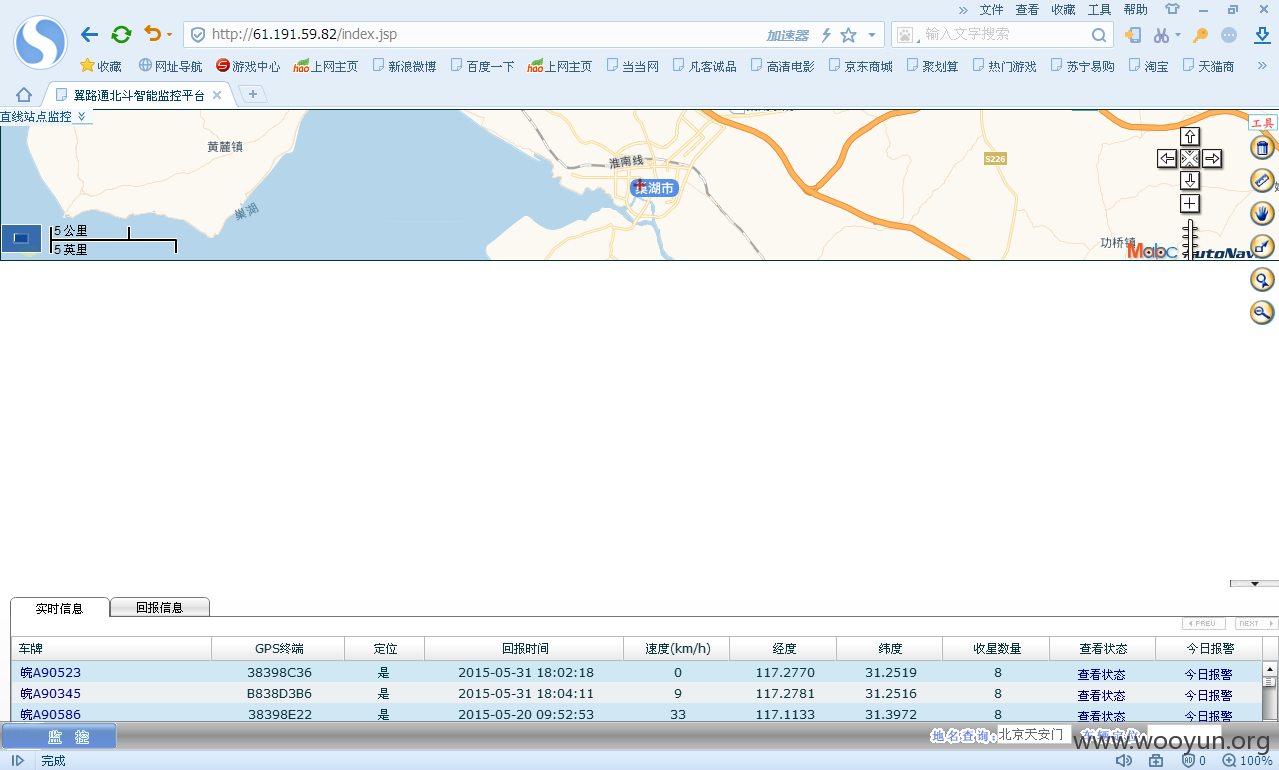 » 文件 查看 收藏 工具 帮助
http://61.191.59.82/index.jsp 加速器 输入文字搜索
收藏 网址导航 游戏中心 hao上网主页 新浪微博 百度一下 hao上网主页 当当网 凡客诚品 高清电影 京东商城 聚划算 热门游戏 苏宁易购 淘宝 天猫商 »
翼路通北斗智能监控平台
直线站点监控
工具
黄麓镇
淮南线
S226
巢湖市
巢湖
5 公里
5 英里
功桥镇
Mapbc AutoNavi
实时信息 回报信息
PREU NEXT
车牌 GPS终端 定位 回报时间 速度(km/h) 经度 纬度 收星数量 查看状态 今日报警
皖A90523 38398C36 是 2015-05-31 18:02:18 0 117.2770 31.2519 8 查看状态 今日报警
皖A90345 B838D3B6 是 2015-05-31 18:04:11 9 117.2781 31.2516 8 查看状态 今日报警
皖A90586 38398E22 是 2015-05-20 09:52:53 33 117.1133 31.3972 8 查看状态 今日报警
监 控 地名查询: 北京天安门 车辆定位:
www.wooyun.org
完成 0 100%